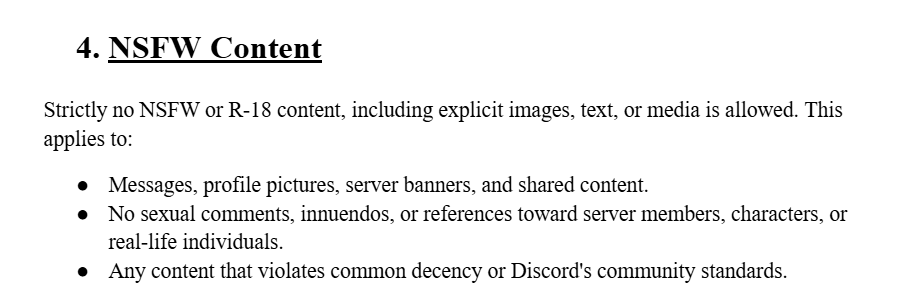 4. NSFW Content
Strictly no NSFW or R-18 content, including explicit images, text, or media is allowed. This
applies to:
● Messages, profile pictures, server banners, and shared content.
● No sexual comments, innuendos, or references toward server members, characters, or
real-life individuals.
● Any content that violates common decency or Discord's community standards.